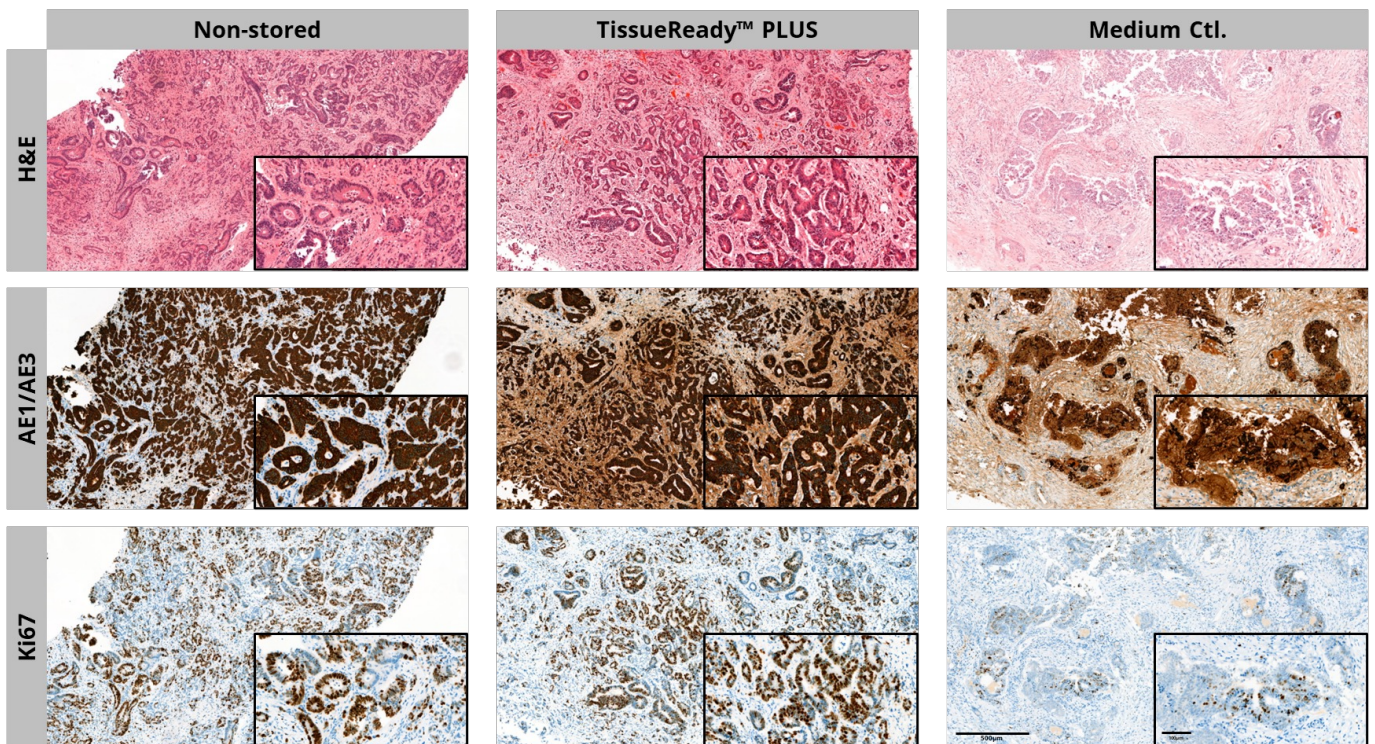 Non-stored
TissueReady™ PLUS
Medium Ctl.
H&E
AE1/AE3
Ki67
500μm